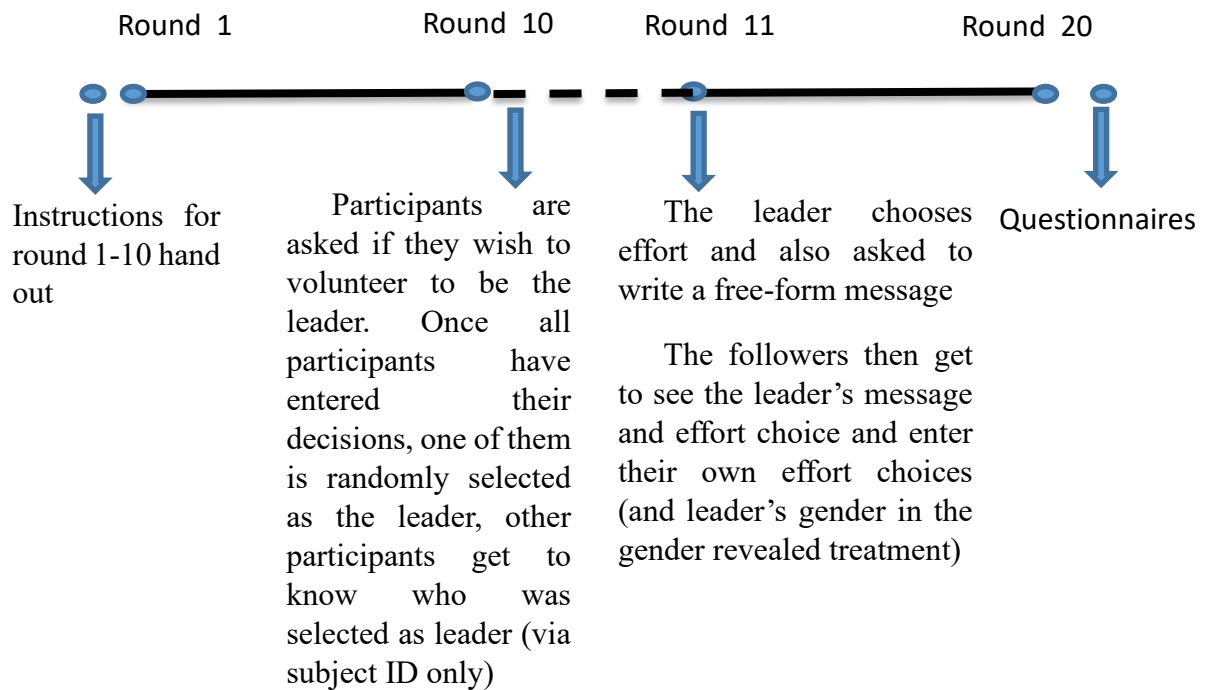 Round 1
Round 10
Round 11
Round 20
Instructions for
round 1-10 hand
out
Participants are
asked if they wish to
volunteer to be the
leader. Once all
participants have
entered their
decisions, one of them
is randomly selected
as the leader, other
participants get to
know who was
selected as leader (via
subject ID only)
The leader chooses
effort and also asked to
write a free-form message
The followers then get
to see the leader’s message
and effort choice and enter
their own effort choices
(and leader’s gender in the
gender revealed treatment)
Questionnaires